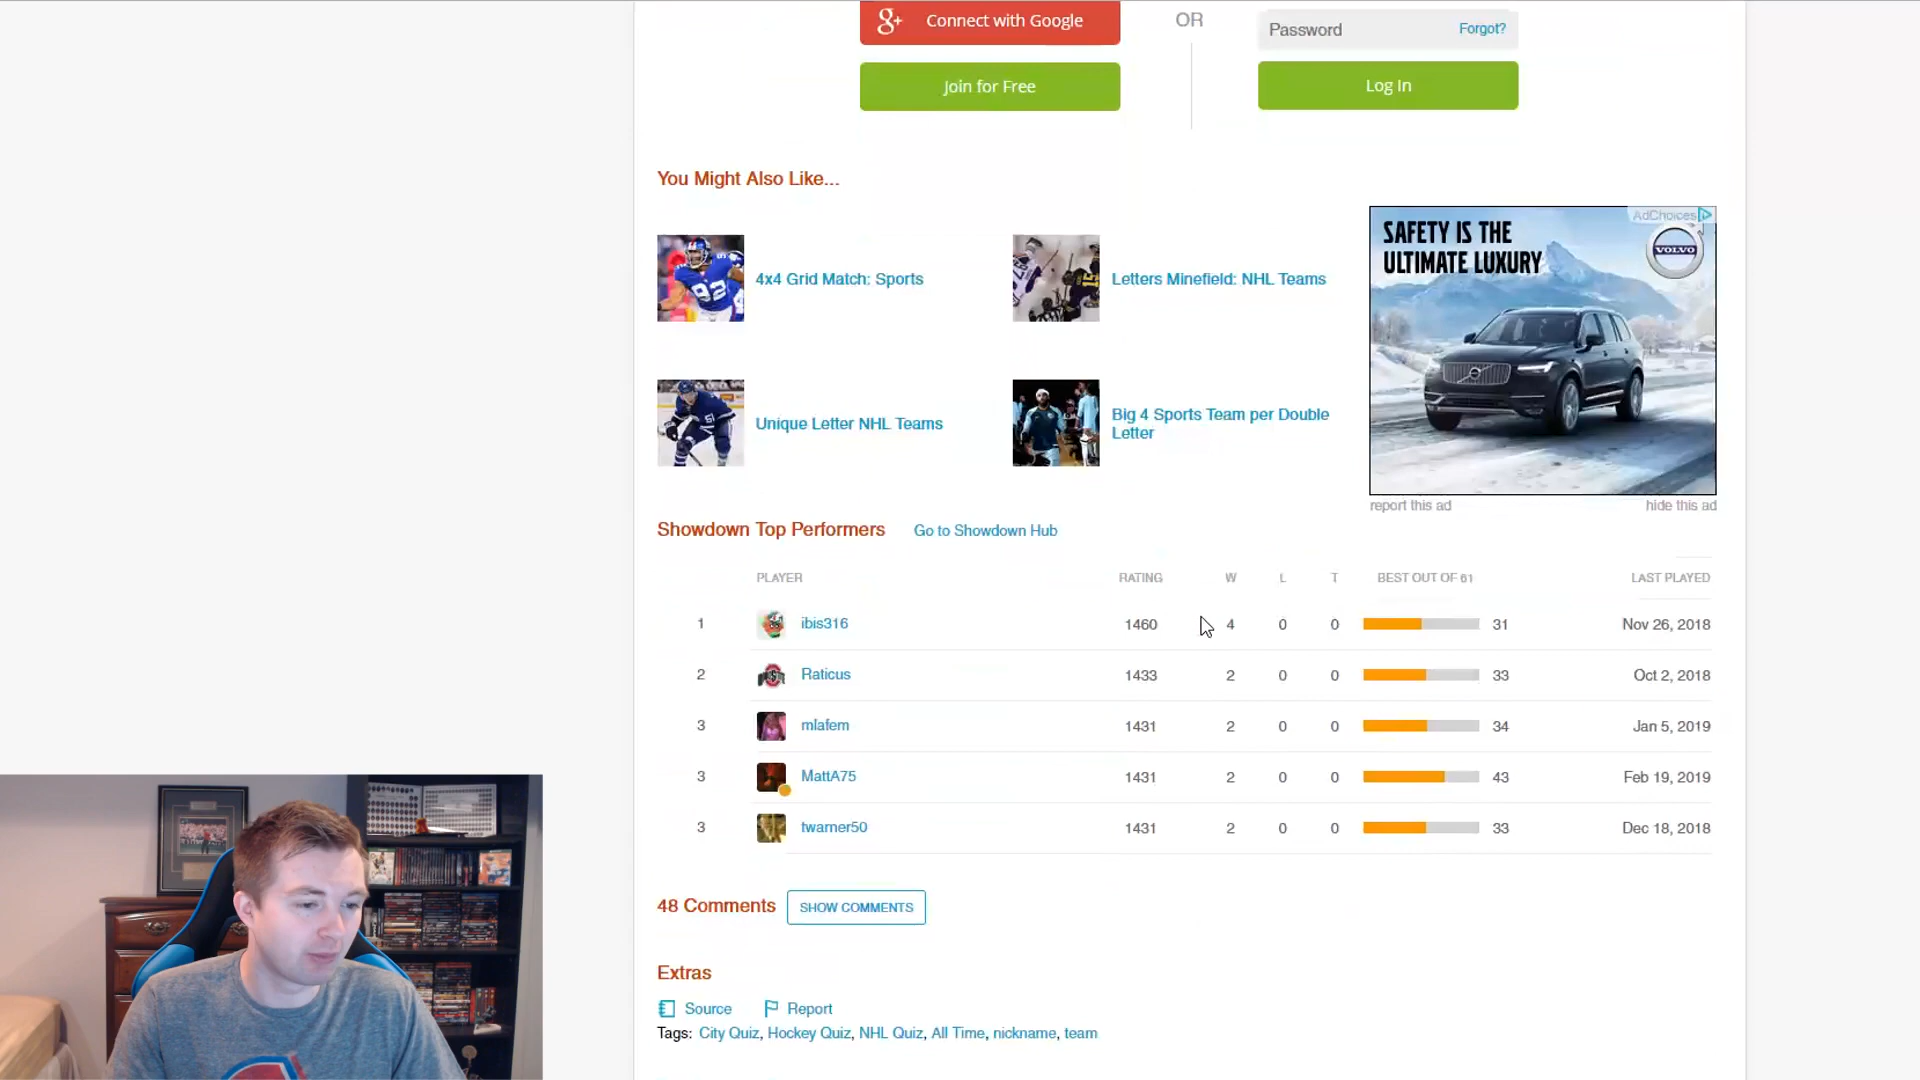 g+ Connect with Google
OR
Password
Forgot?
Join for Free
Log In
You Might Also Like...
4x4 Grid Match: Sports
Letters Minefield: NHL Teams
Unique Letter NHL Teams
Big 4 Sports Team per Double
Letter
AdChoices
SAFETY IS THE
ULTIMATE LUXURY
VOLVO
report this ad
hide this ad
Showdown Top Performers
Go to Showdown Hub
PLAYER RATING W L T BEST OUT OF 61 LAST PLAYED
1 ibis316 1460 4 0 0 31 Nov 26, 2018
2 Raticus 1433 2 0 0 33 Oct 2, 2018
3 mlafem 1431 2 0 0 34 Jan 5, 2019
3 MattA75 1431 2 0 0 43 Feb 19, 2019
3 twarner50 1431 2 0 0 33 Dec 18, 2018
48 Comments
SHOW COMMENTS
Extras
Source
Report
Tags: City Quiz, Hockey Quiz, NHL Quiz, All Time, nickname, team